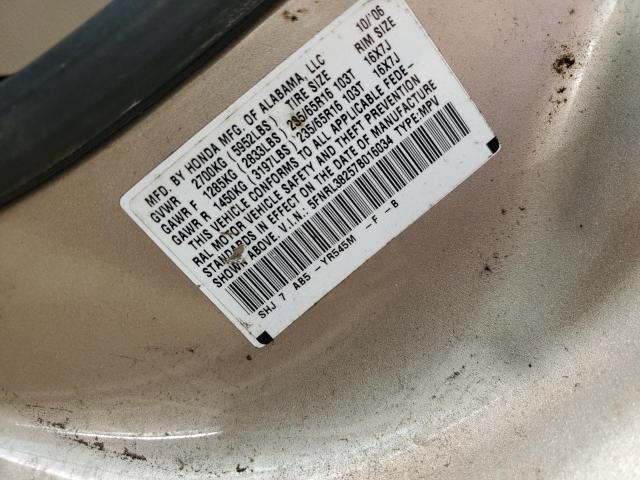 MFD. BY HONDA MFG. OF ALABAMA, LLC 10/'06
GVWR 2700KG (5952LBS) TIRE SIZE RIM SIZE
GAWR F 1285KG (2833LBS) 235/65R16 103T 16X7J
GAWR R 1450KG (3197LBS) 235/65R16 103T 16X7J
THIS VEHICLE CONFORMS TO ALL APPLICABLE FEDE-
RAL MOTOR VEHICLE SAFETY AND THEFT PREVENTION
STANDARDS IN EFFECT ON THE DATE OF MANUFACTURE
SHOWN ABOVE. V.I.N.: 5FNRL38257B016034 TYPE:MPV
SHJ 7 AB5 - YR545M - F - B